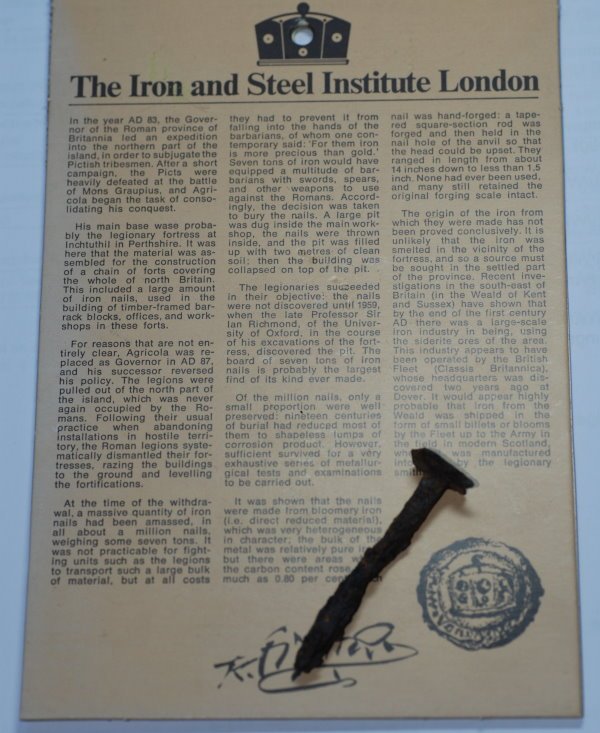 The Iron and Steel Institute London
In the year AD 83, the Gover-
nor of the Roman province of
Britannia led an expedition
into the northern part of the
island, in order to subjugate the
Pictish tribesmen. After a short
campaign, the Picts were
heavily defeated at the battle
of Mons Graupius, and Agri-
cola began the task of conso-
lidating his conquest.
His main base wase proba-
bly the legionary fortress at
Inchtuthil in Perthshire. It was
here that the material was as-
sembled for the construction
of a chain of forts covering
the whole of north Britain.
This included a large amount
of iron nails, used in the
building of timber-framed bar-
rack blocks, offices, and work-
shops in these forts.
For reasons that are not en-
tirely clear, Agricola was re-
placed as Governor in AD 87,
and his successor reversed
his policy. The legions were
pulled out of the north part of
the island, which was never
again occupied by the Ro-
mans. Following their usual
practice when abandoning
installations in hostile terri-
tory, the Roman legions syste-
matically dismantled their for-
tresses, razing the buildings
to the ground and levelling
the fortifications.
At the time of the withdra-
wal, a massive quantity of iron
nails had been amassed, in
all about a million nails,
weighing some seven tons. It
was not practicable for fight-
ing units such as the legions
to transport such a large bulk
of material, but at all costs
they had to prevent it from
falling into the hands of the
barbarians, of whom one con-
temporary said: 'For them iron
is more precious than gold.'
Seven tons of iron would have
equipped a multitude of bar-
barians with swords, spears,
and other weapons to use
against the Romans. Accord-
ingly, the decision was taken
to bury the nails. A large pit
was dug inside the main work-
shop, the nails were thrown
inside, and the pit was filled
up with two metres of clean
soil; then the building was
collapsed on top of the pit.
The legionaries succeeded
in their objective: the nails
were not discovered until 1959,
when the late Professor Sir
Ian Richmond, of the Univer-
sity of Oxford, in the course
of his excavations of the fort-
ress, discovered the pit. The
board of seven tons of iron
nails is probably the largest
find of its kind ever made.
Of the million nails, only a
small proportion were well
preserved: nineteen centuries
of burial had reduced most of
them to shapeless lumps of
corrosion product. However,
sufficient survived for a very
exhaustive series of metallur-
gical tests and examinations
to be carried out.
It was shown that the nails
were made from bloomery iron
(i.e. direct reduced material),
which was very heterogeneous
in character; the bulk of the
metal was relatively pure
but there were areas
the carbon content rose
much as 0.80 per
nail was hand-forged: a tape-
red square-section rod was
forged and then held in the
nail hole of the anvil so that
the head could be upset. They
ranged in length from about
14 inches down to less than 1,5
inch. None had ever been used,
and many still retained the
original forging scale intact.
The origin of the iron from
which they were made has not
been proved conclusively. It is
unlikely that the iron was
smelted in the vicinity of the
fortress, and so a source must
be sought in the settled part
of the province. Recent inve-
stigations in the south-east of
Britain (in the Weald of Kent
and Sussex) have shown that
by the end of the first century
AD there was a large-scale
iron industry in being, using
the siderite ores of the area.
This industry appears to have
been operated by the British
Fleet (Classis Britannica),
whose headquarters was dis-
covered two years ago at
Dover. It would appear highly
probable that iron from the
Weald was shipped in the
form of small billets or blooms
by the Fleet up to the Army in
the field in modern Scotland,
was manufactured
by the legionary